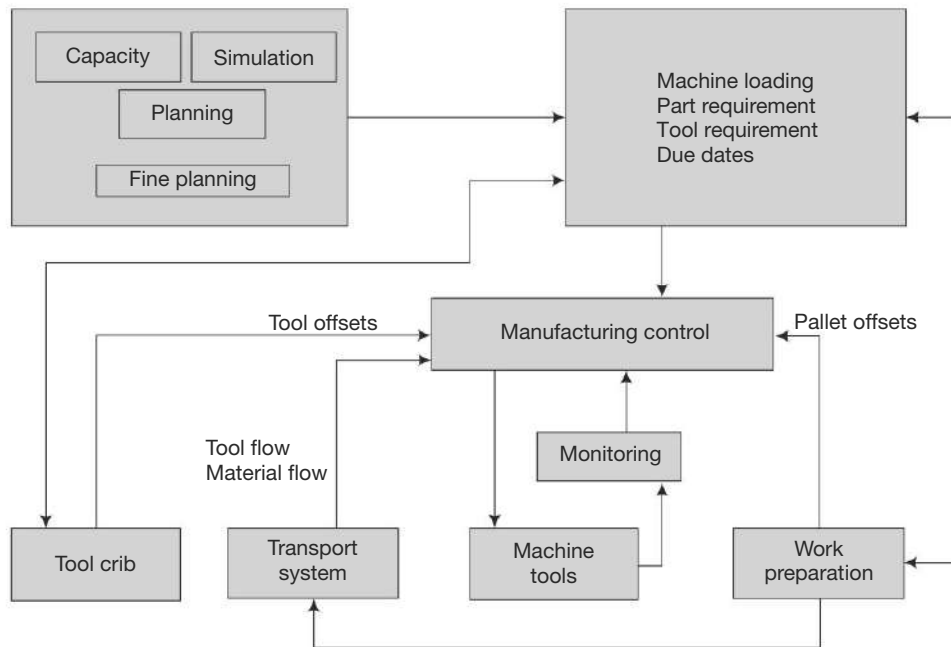 Capacity
Simulation
Planning
Fine planning
Machine loading
Part requirement
Tool requirement
Due dates
Tool offsets
Manufacturing control
Pallet offsets
Tool flow
Material flow
Monitoring
Tool crib
Transport
system
Machine
tools
Work
preparation